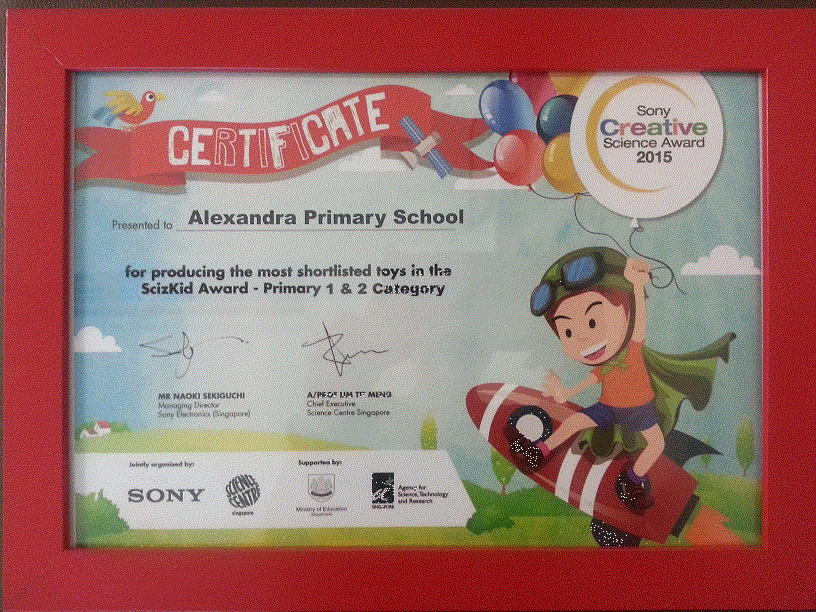 CERTIFICATE
Sony
Creative
Science Award
2015
Presented to Alexandra Primary School
for producing the most shortlisted toys in the
ScizKid Award - Primary 1 & 2 Category
MR NAOKI SEKIGUCHI
Managing Director
Sony Electronics (Singapore)
A/PROF LIM TIT MENG
Chief Executive
Science Centre Singapore
Jointly organised by:
SONY
SCIENCE
CENTRE
singapore
Supported by:
Ministry of Education
SINGAPORE
Agency for
Science, Technology
and Research
SINGAPORE